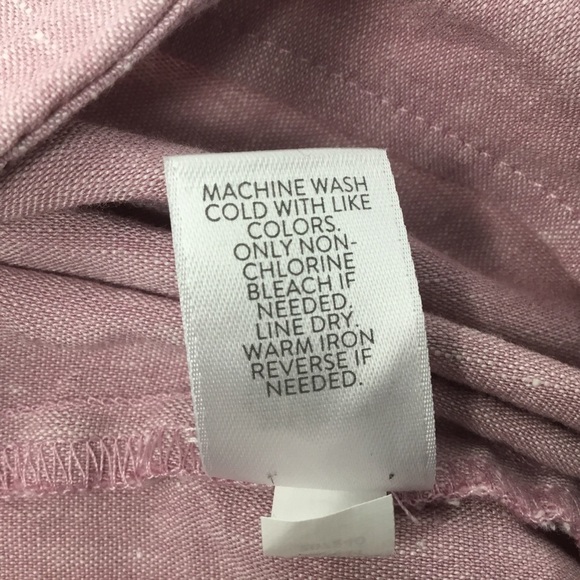 MACHINE WASH
COLD WITH LIKE
COLORS.
ONLY NON-
CHLORINE
BLEACH IF
NEEDED.
LINE DRY.
WARM IRON
REVERSE IF
NEEDED.